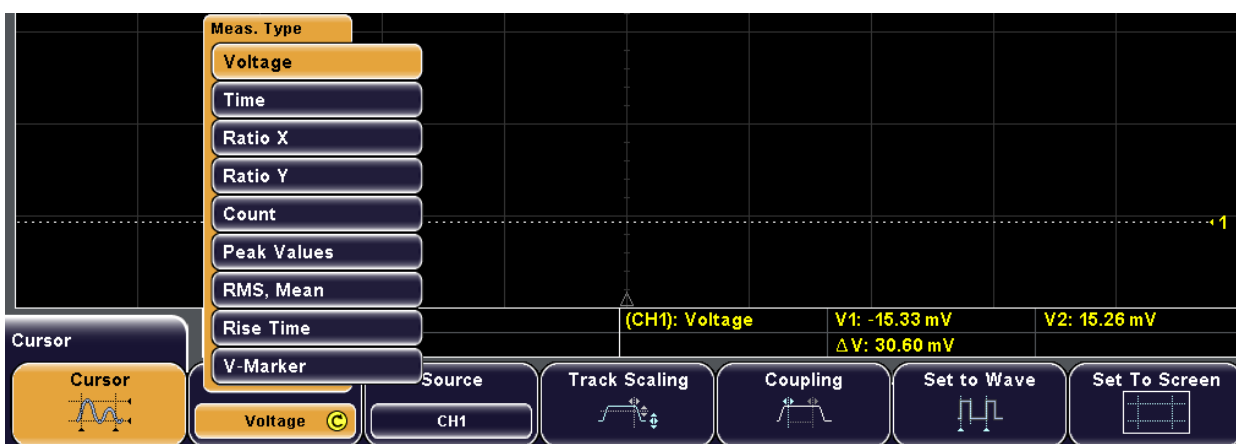 Meas. Type
Voltage
Time
Ratio X
Ratio Y
Count
1
Peak Values
RMS, Mean
Rise Time
V-Marker
(CH1): Voltage V1: -15.33 mV V2: 15.26 mV
ΔV: 30.60 mV
Cursor
Cursor Source Track Scaling Coupling Set to Wave Set To Screen
Voltage C CH1